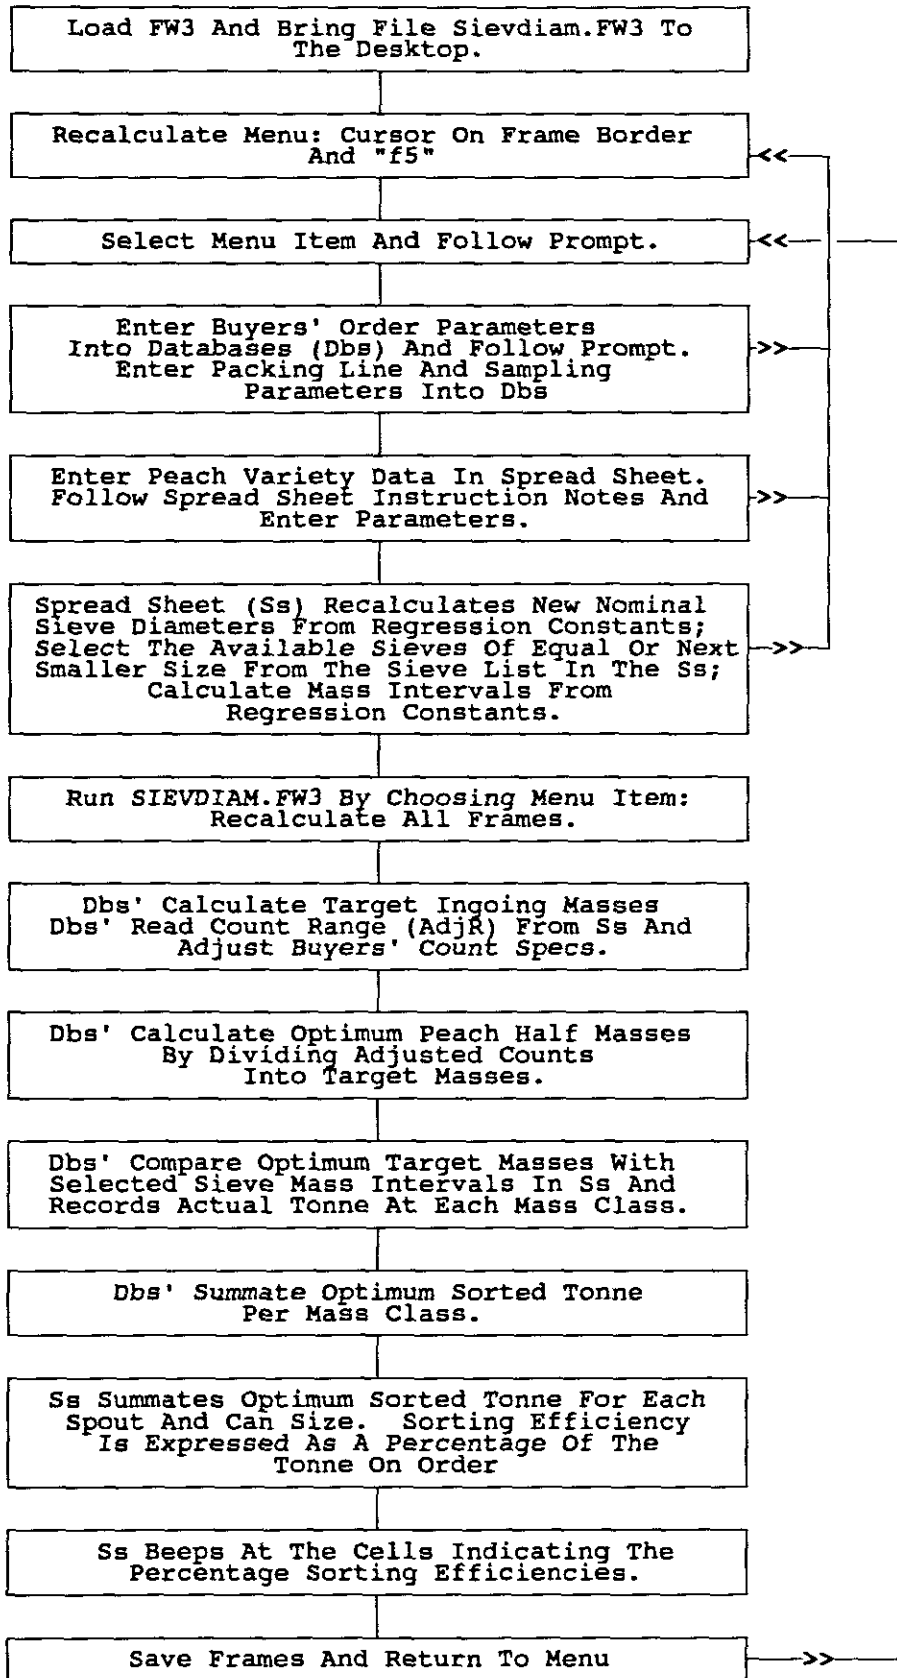 Load FW3 And Bring File Sievdiam.FW3 To
The Desktop.
Recalculate Menu: Cursor On Frame Border
And "f5"
<<
Select Menu Item And Follow Prompt.
<<
Enter Buyers' Order Parameters
Into Databases (Dbs) And Follow Prompt.
Enter Packing Line And Sampling
Parameters Into Dbs
>>
Enter Peach Variety Data In Spread Sheet.
Follow Spread Sheet Instruction Notes And
Enter Parameters.
>>
Spread Sheet (Ss) Recalculates New Nominal
Sieve Diameters From Regression Constants;
Select The Available Sieves Of Equal Or Next
Smaller Size From The Sieve List In The Ss;
Calculate Mass Intervals From
Regression Constants.
>>
Run SIEVDIAM.FW3 By Choosing Menu Item:
Recalculate All Frames.
Dbs' Calculate Target Ingoing Masses
Dbs' Read Count Range (AdjR) From Ss And
Adjust Buyers' Count Specs.
Dbs' Calculate Optimum Peach Half Masses
By Dividing Adjusted Counts
Into Target Masses.
Dbs' Compare Optimum Target Masses With
Selected Sieve Mass Intervals In Ss And
Records Actual Tonne At Each Mass Class.
Dbs' Summate Optimum Sorted Tonne
Per Mass Class.
Ss Summates Optimum Sorted Tonne For Each
Spout And Can Size. Sorting Efficiency
Is Expressed As A Percentage Of The
Tonne On Order
Ss Beeps At The Cells Indicating The
Percentage Sorting Efficiencies.
Save Frames And Return To Menu
>>